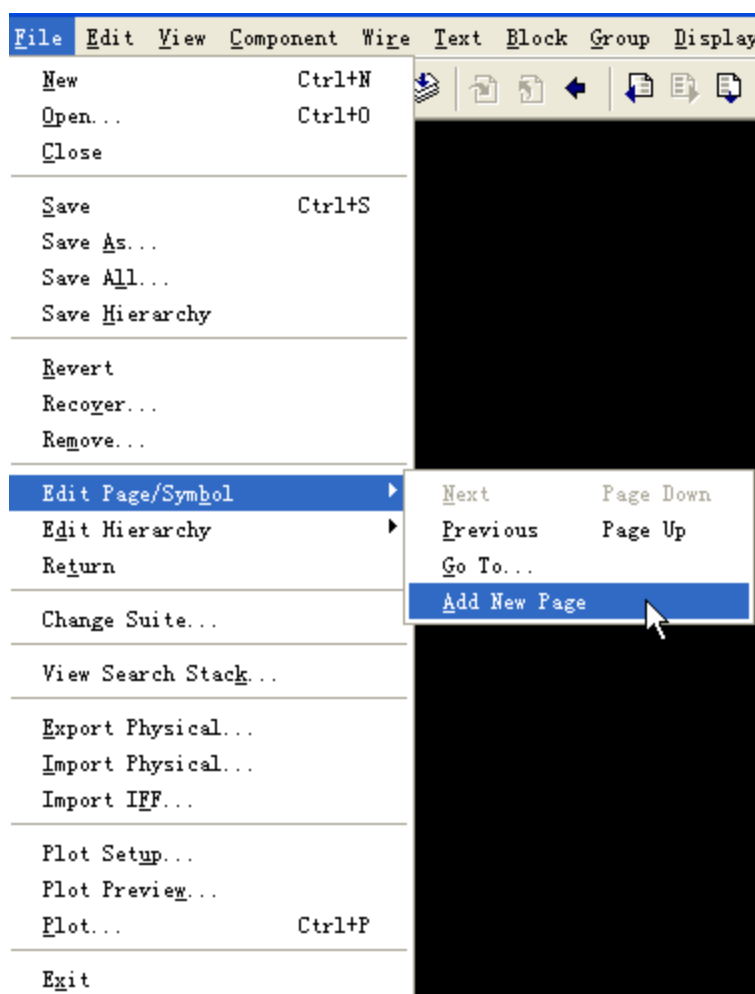 File Edit View Component Wire Text Block Group Display
New Ctrl+N
Open... Ctrl+O
Close
Save Ctrl+S
Save As...
Save All...
Save Hierarchy
Revert
Recover...
Remove...
Edit Page/Symbol
Next Page Down
Edit Hierarchy
Previous Page Up
Return
Go To...
Add New Page
Change Suite...
View Search Stack...
Export Physical...
Import Physical...
Import IFF...
Plot Setup...
Plot Preview...
Plot... Ctrl+P
Exit